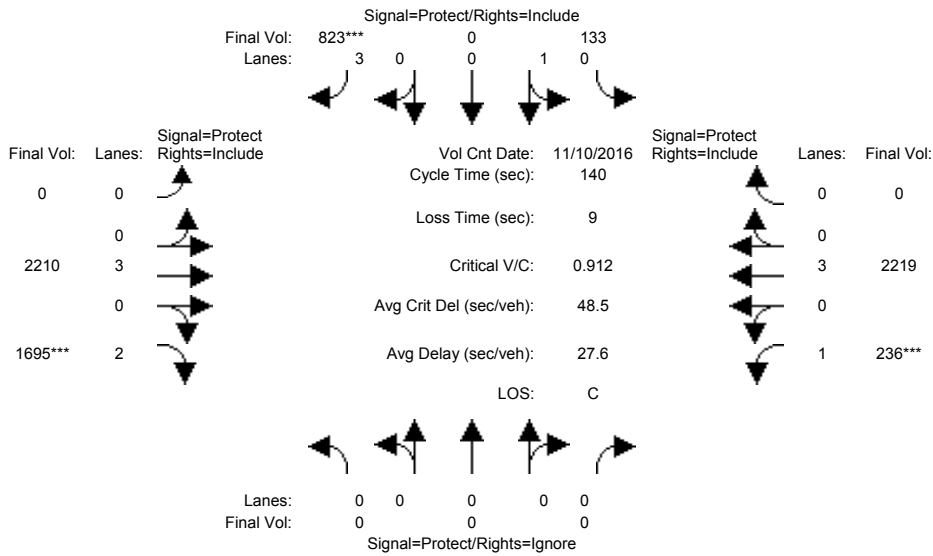 Signal=Protect/Rights=Include
Final Vol: 823*** 0 133
Lanes: 3 0 0 1 0
Signal=Protect Signal=Protect
Final Vol: Lanes: Rights=Include Vol Cnt Date: 11/10/2016 Rights=Include Lanes: Final Vol:
Cycle Time (sec): 140
0 0 0 0
Loss Time (sec): 9
0 0
2210 3 Critical V/C: 0.912 3 2219
0 Avg Crit Del (sec/veh): 48.5 0
1695*** 2 Avg Delay (sec/veh): 27.6 1 236***
LOS: C
Lanes: 0 0 0 0 0
Final Vol: 0 0 0
Signal=Protect/Rights=Ignore